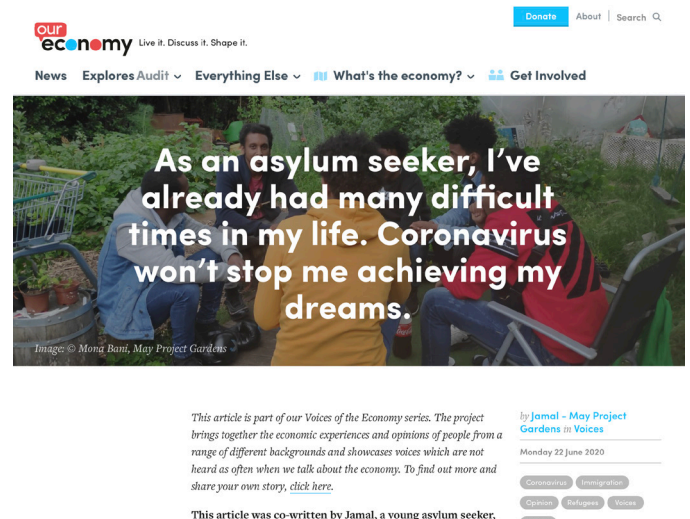 Donate About Search
our
economy Live it. Discuss it. Shape it.
News Explores Audit Everything Else What's the economy? Get Involved
As an asylum seeker, I've
already had many difficult
times in my life. Coronavirus
won't stop me achieving my
dreams.
Image: © Mona Bani, May Project Gardens
This article is part of our Voices of the Economy series. The project
brings together the economic experiences and opinions of people from a
range of different backgrounds and showcases voices which are not
heard as often when we talk about the economy. To find out more and
share your own story, click here.
This article was co-written by Jamal, a young asylum seeker,
by Jamal - May Project
Gardens in Voices
Monday 22 June 2020
Coronavirus Immigration
Opinion Refugees Voices